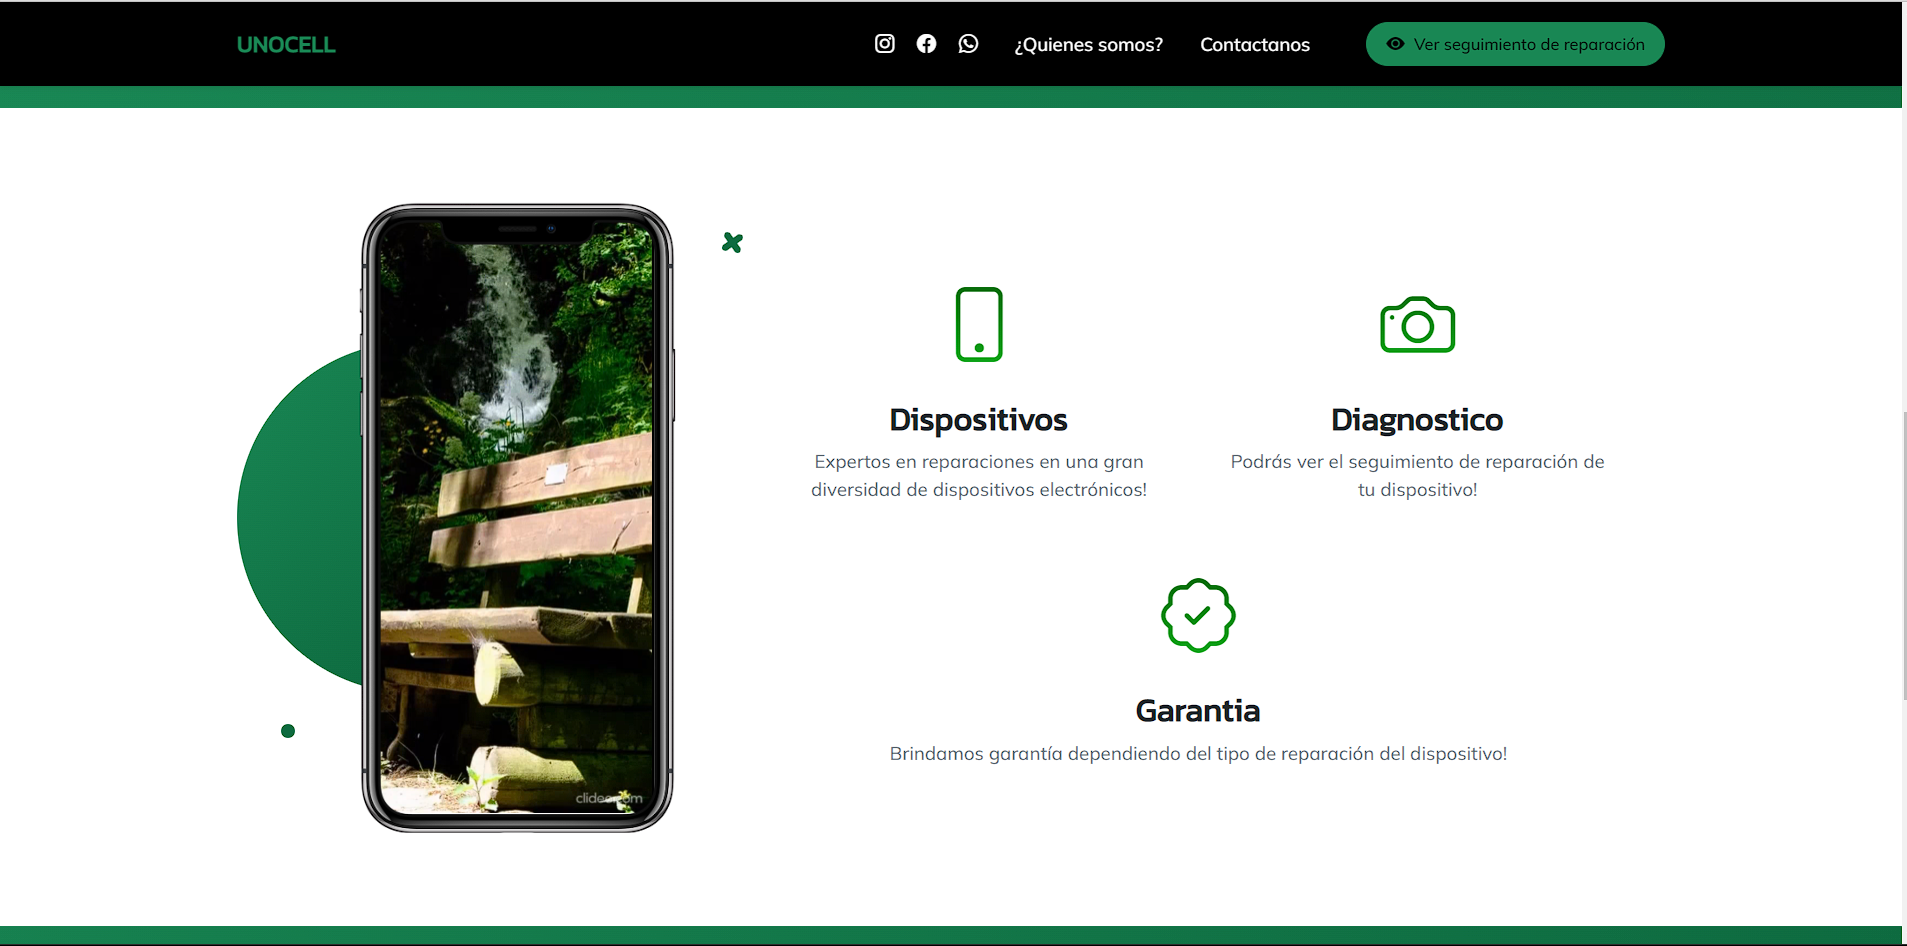 UNOCELL
¿Quienes somos?
Contactanos
Ver seguimiento de reparación
Dispositivos
Expertos en reparaciones en una gran
diversidad de dispositivos electrónicos!
Diagnostico
Podrás ver el seguimiento de reparación de
tu dispositivo!
Garantia
Brindamos garantía dependiendo del tipo de reparación del dispositivo!
clideo.com